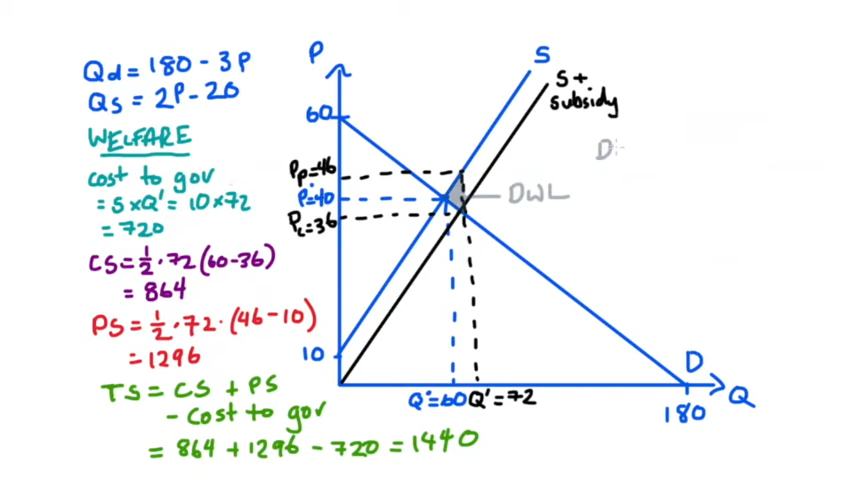 Qd = 180 - 3P
Qs = 2P - 20
WELFARE
cost to gov
= s x Q' = 10 x 72
= 720
CS = 1/2 · 72 (60 - 36)
= 864
PS = 1/2 · 72 · (46 - 10)
= 1296
TS = CS + PS
- cost to gov
= 864 + 1296 - 720 = 1440
P
S
S +
subsidy
60
D
Pp = 46
P* = 40
DWL
Pc = 36
10
D
Q* = 60
Q' = 72
180
Q